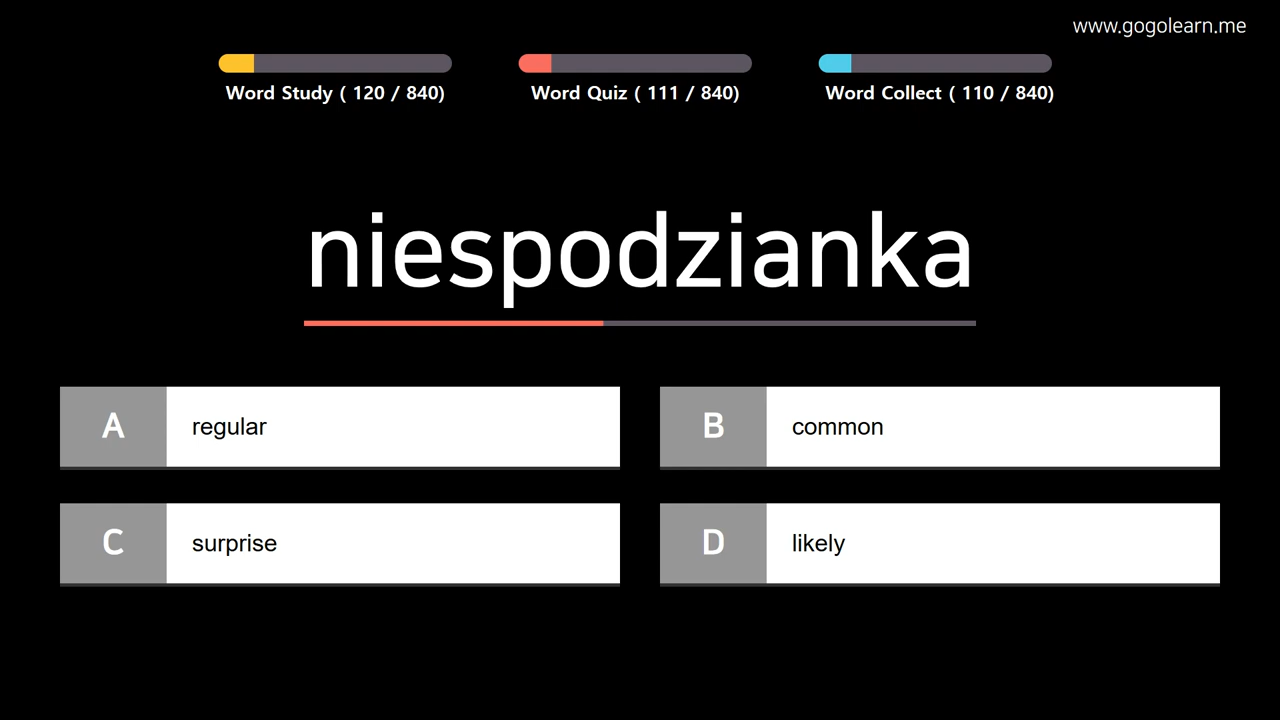 www.gogolearn.me
Word Study ( 120 / 840)
Word Quiz ( 111 / 840)
Word Collect ( 110 / 840)
niespodzianka
A regular
B common
C surprise
D likely